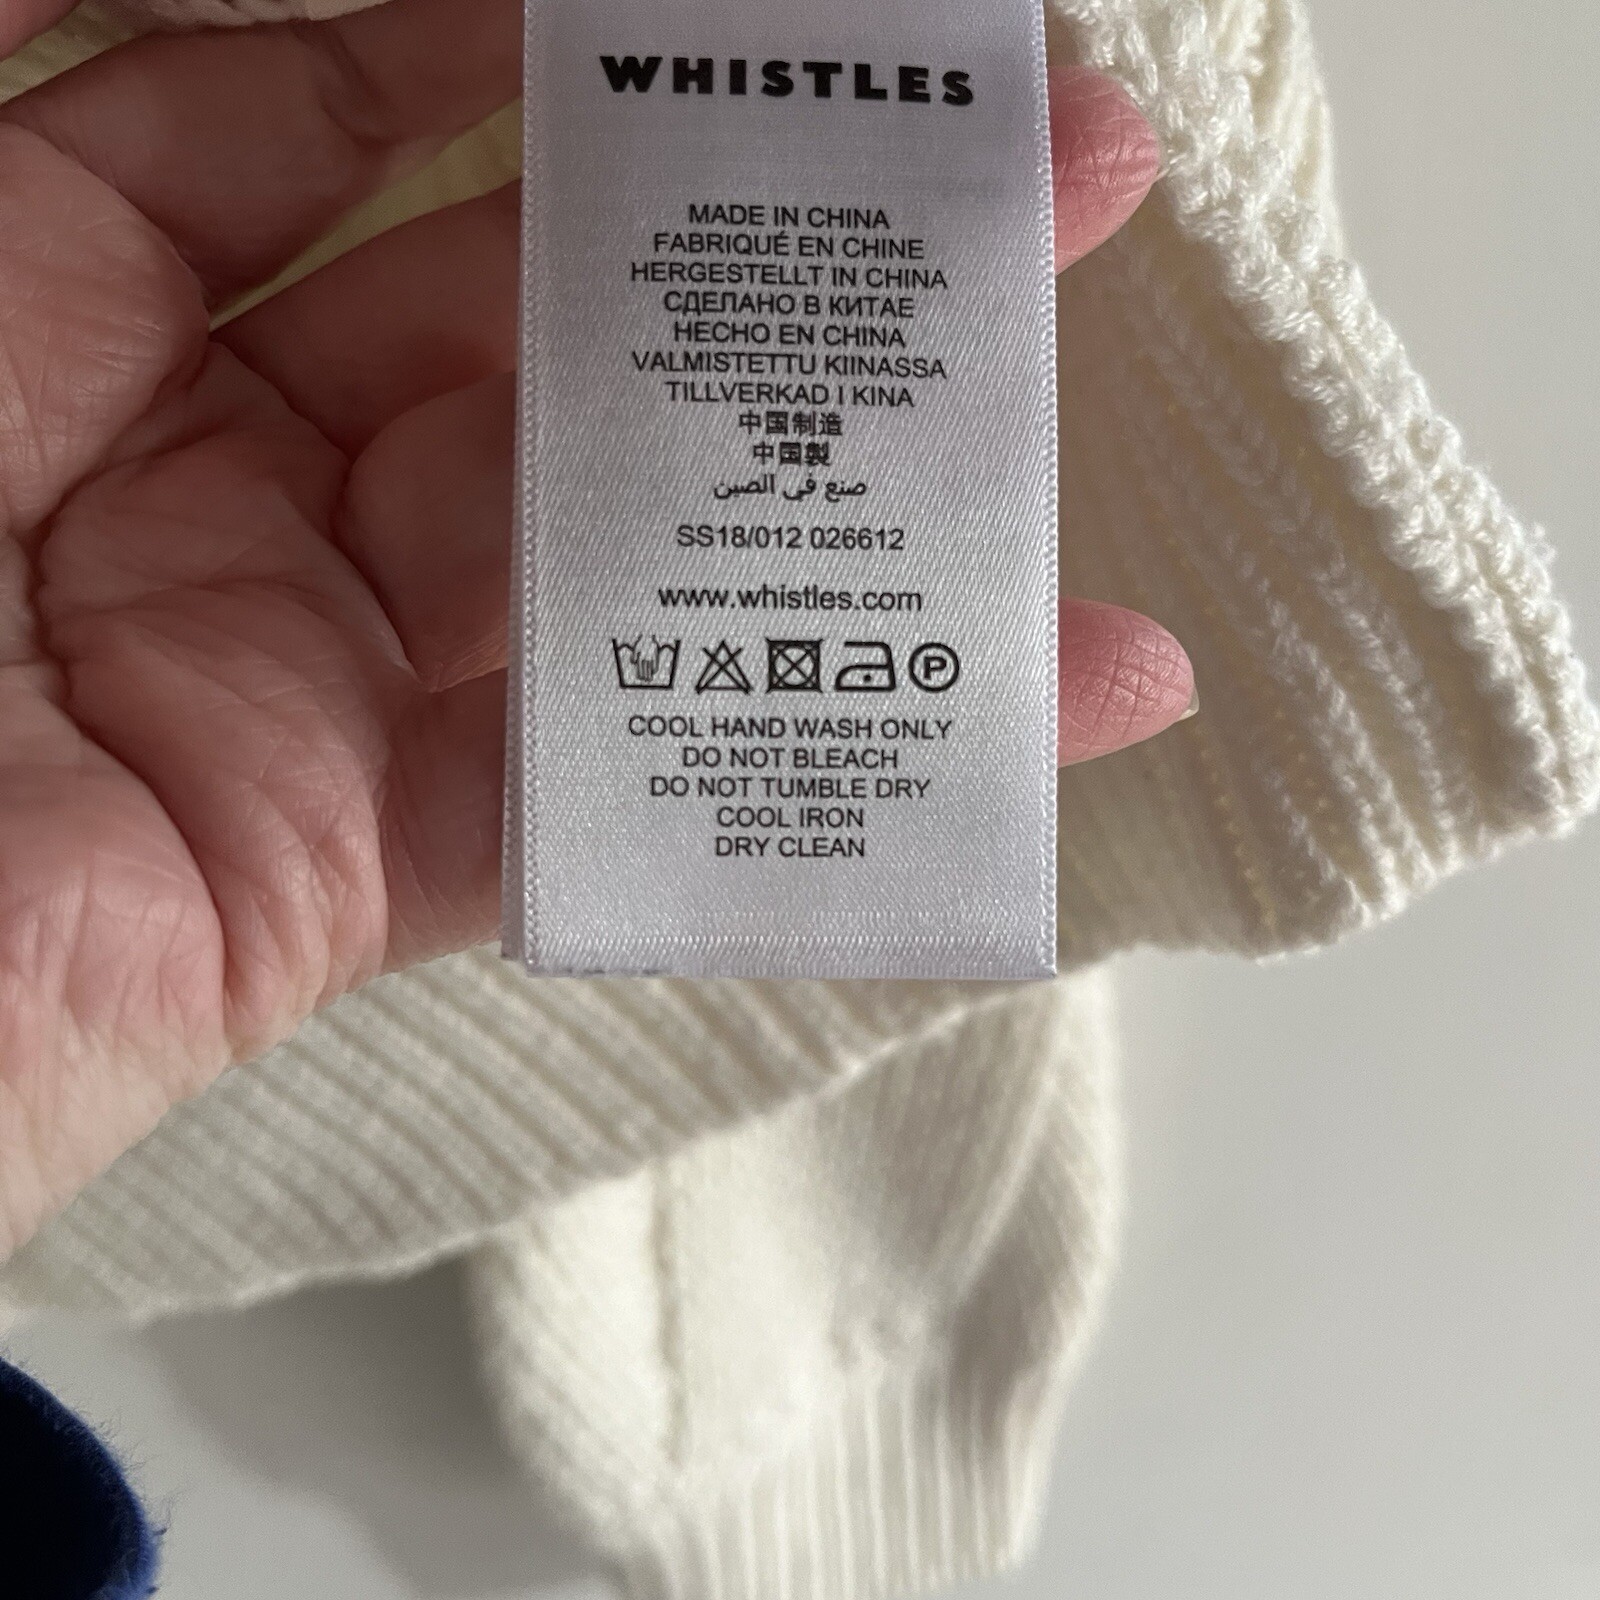 WHISTLES
MADE IN CHINA
FABRIQUÉ EN CHINE
HERGESTELLT IN CHINA
СДЕЛАНО В КИТАЕ
HECHO EN CHINA
VALMISTETTU KIINASSA
TILLVERKAD I KINA
中国制造
中国製
صنع في الصين
SS18/012 026612
www.whistles.com
P
COOL HAND WASH ONLY
DO NOT BLEACH
DO NOT TUMBLE DRY
COOL IRON
DRY CLEAN